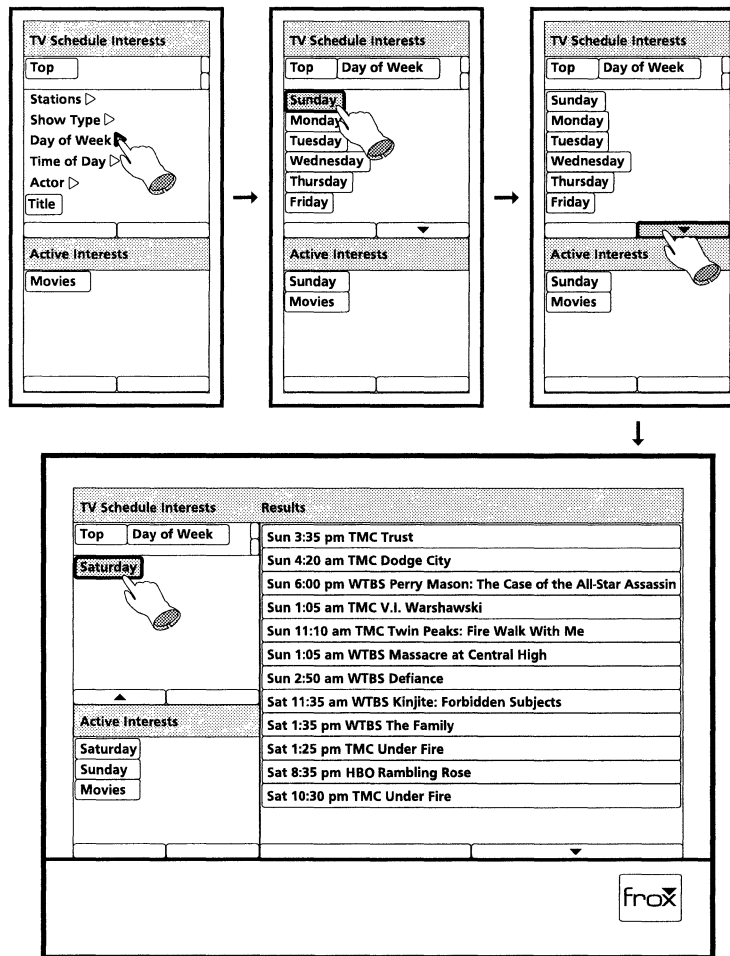 TV Schedule Interests
Top
Stations
Show Type
Day of Week
Time of Day
Actor
Title
Active Interests
Movies
TV Schedule Interests
Top Day of Week
Sunday
Monday
Tuesday
Wednesday
Thursday
Friday
Active Interests
Sunday
Movies
TV Schedule Interests
Top Day of Week
Sunday
Monday
Tuesday
Wednesday
Thursday
Friday
Active Interests
Sunday
Movies
TV Schedule Interests
Top Day of Week
Saturday
Active Interests
Saturday
Sunday
Movies
Results
Sun 3:35 pm TMC Trust
Sun 4:20 am TMC Dodge City
Sun 6:00 pm WTBS Perry Mason: The Case of the All-Star Assassin
Sun 1:05 am TMC V.I. Warshawski
Sun 11:10 am TMC Twin Peaks: Fire Walk With Me
Sun 1:05 am WTBS Massacre at Central High
Sun 2:50 am WTBS Defiance
Sat 11:35 am WTBS Kinjite: Forbidden Subjects
Sat 1:35 pm WTBS The Family
Sat 1:25 pm TMC Under Fire
Sat 8:35 pm HBO Rambling Rose
Sat 10:30 pm TMC Under Fire
frox